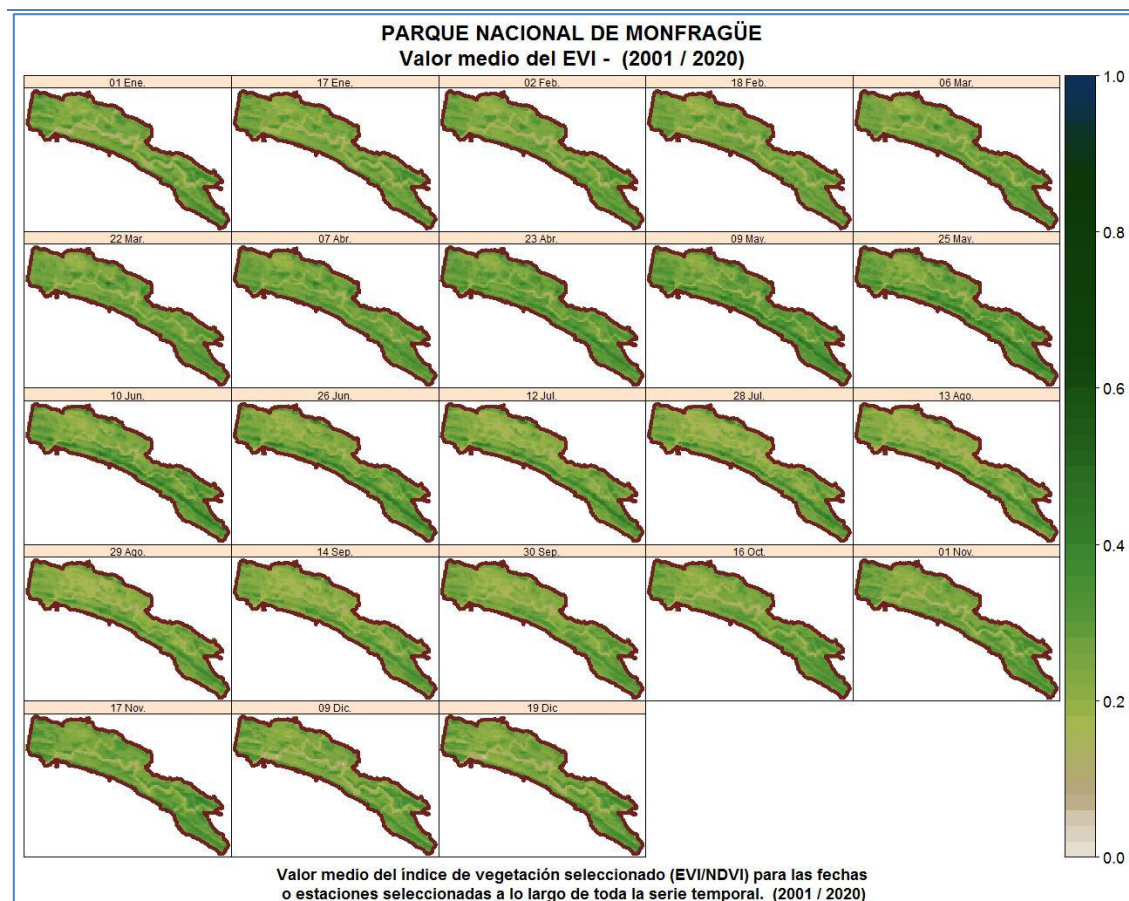 PARQUE NACIONAL DE MONFRAGÜE
Valor medio del EVI - (2001 / 2020)
01 Ene. 17 Ene. 02 Feb. 18 Feb. 06 Mar.
22 Mar. 07 Abr. 23 Abr. 09 May. 25 May.
10 Jun. 26 Jun. 12 Jul. 28 Jul. 13 Ago.
29 Ago. 14 Sep. 30 Sep. 16 Oct. 01 Nov.
17 Nov. 09 Dic. 19 Dic
1.0
0.8
0.6
0.4
0.2
0.0
Valor medio del índice de vegetación seleccionado (EVI/NDVI) para las fechas
o estaciones seleccionadas a lo largo de toda la serie temporal. (2001 / 2020)